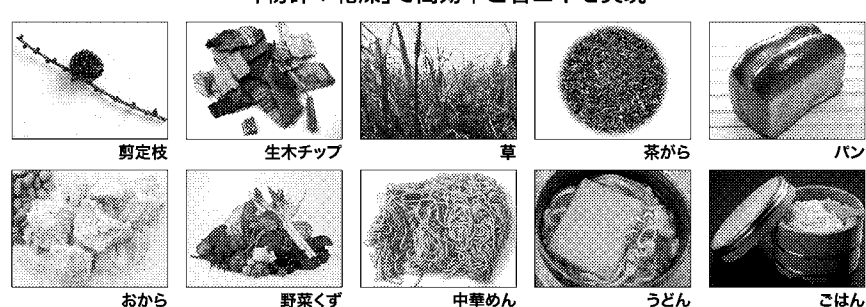 剪定枝
生木チップ
草
茶がら
パン
おから
野菜くず
中華めん
うどん
ごはん